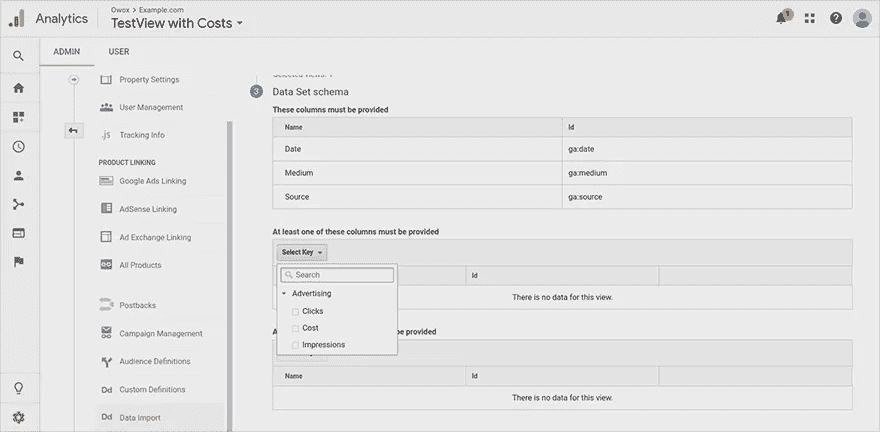 Analytics
Owox > Example.com
TestView with Costs
1
ADMIN
USER
Property Settings
User Management
.js Tracking Info
PRODUCT LINKING
Google Ads Linking
AdSense Linking
Ad Exchange Linking
All Products
Postbacks
Campaign Management
Audience Definitions
Dd Custom Definitions
Dd Data Import
Selected views: 1
3 Data Set schema
These columns must be provided
Name Id
Date ga:date
Medium ga:medium
Source ga:source
At least one of these columns must be provided
Select Key
Search
Advertising
Clicks
Cost
Impressions
Id
There is no data for this view.
be provided
Name Id
There is no data for this view.